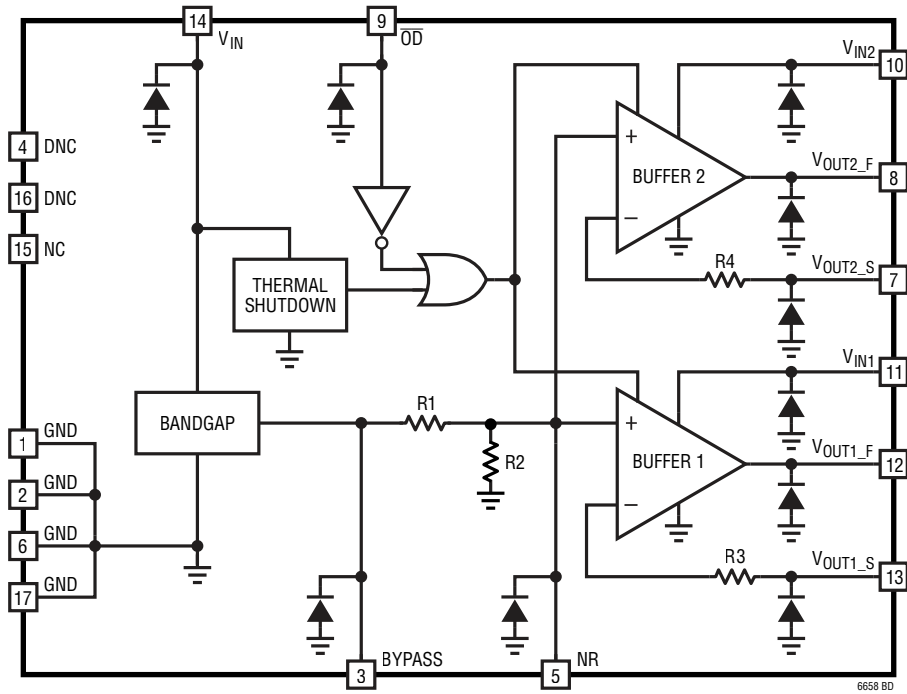 14
V_IN
9
O̅D̅
V_IN2
10
4
DNC
16
DNC
15
NC
+
BUFFER 2
−
V_OUT2_F
8
THERMAL
SHUTDOWN
R4
V_OUT2_S
7
V_IN1
11
BANDGAP
R1
R2
+
BUFFER 1
−
V_OUT1_F
12
1
GND
2
GND
6
GND
17
GND
R3
V_OUT1_S
13
3
BYPASS
5
NR
6658 BD